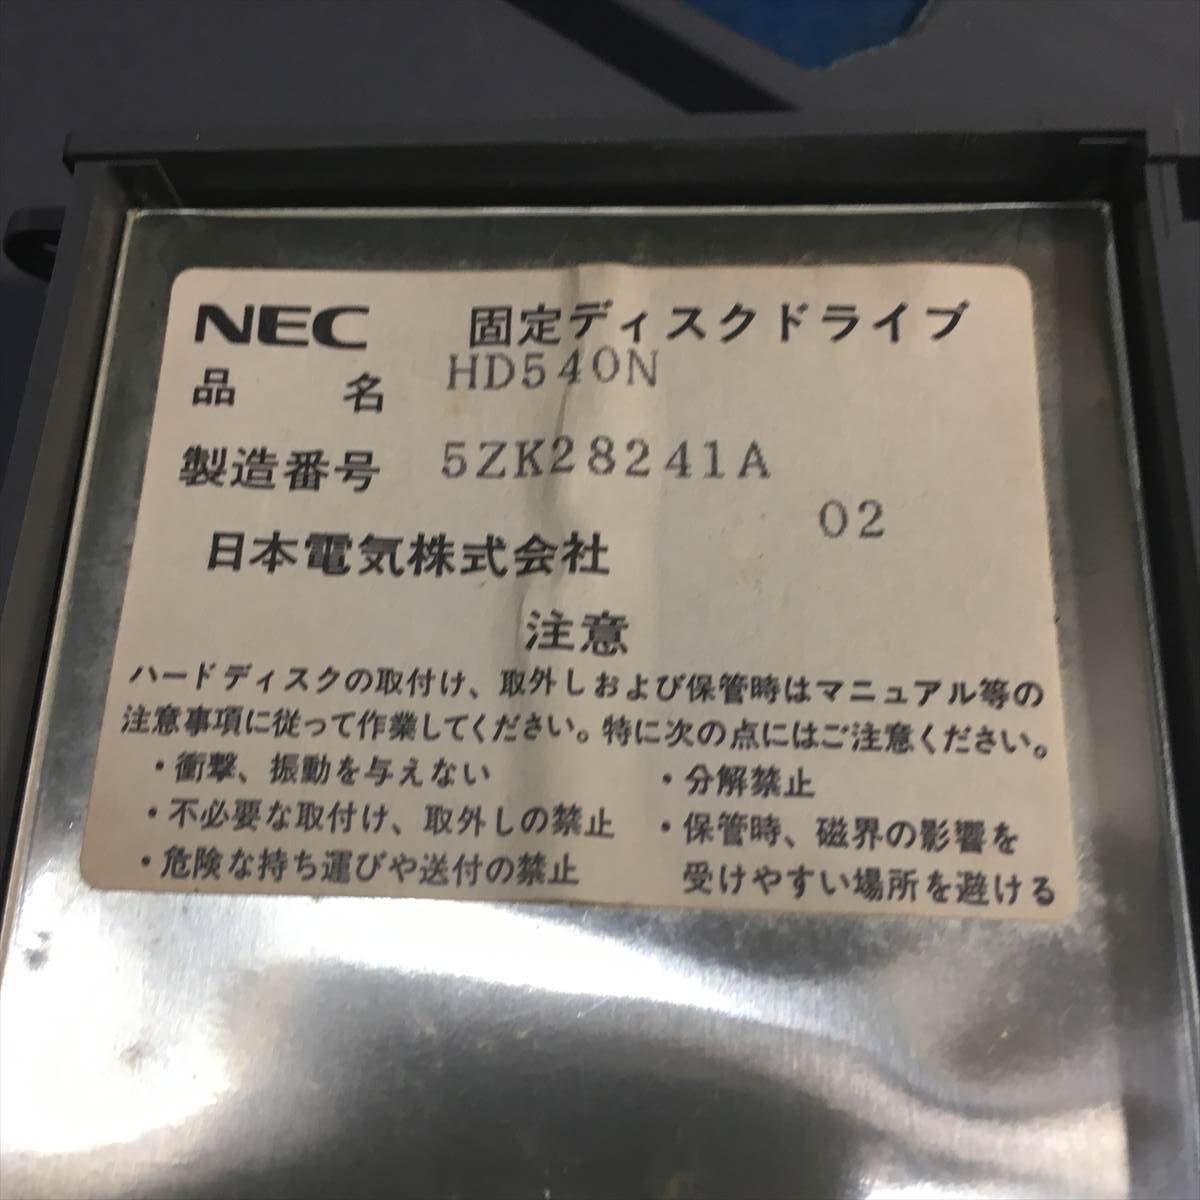 NEC 固定ディスクドライブ
品名 HD540N
製造番号 5ZK28241A
02
日本電気株式会社
注意
ハードディスクの取付け、取外しおよび保管時はマニュアル等の
注意事項に従って作業してください。特に次の点にはご注意ください。
・衝撃、振動を与えない ・分解禁止
・不必要な取付け、取外しの禁止 ・保管時、磁界の影響を
・危険な持ち運びや送付の禁止 受けやすい場所を避ける